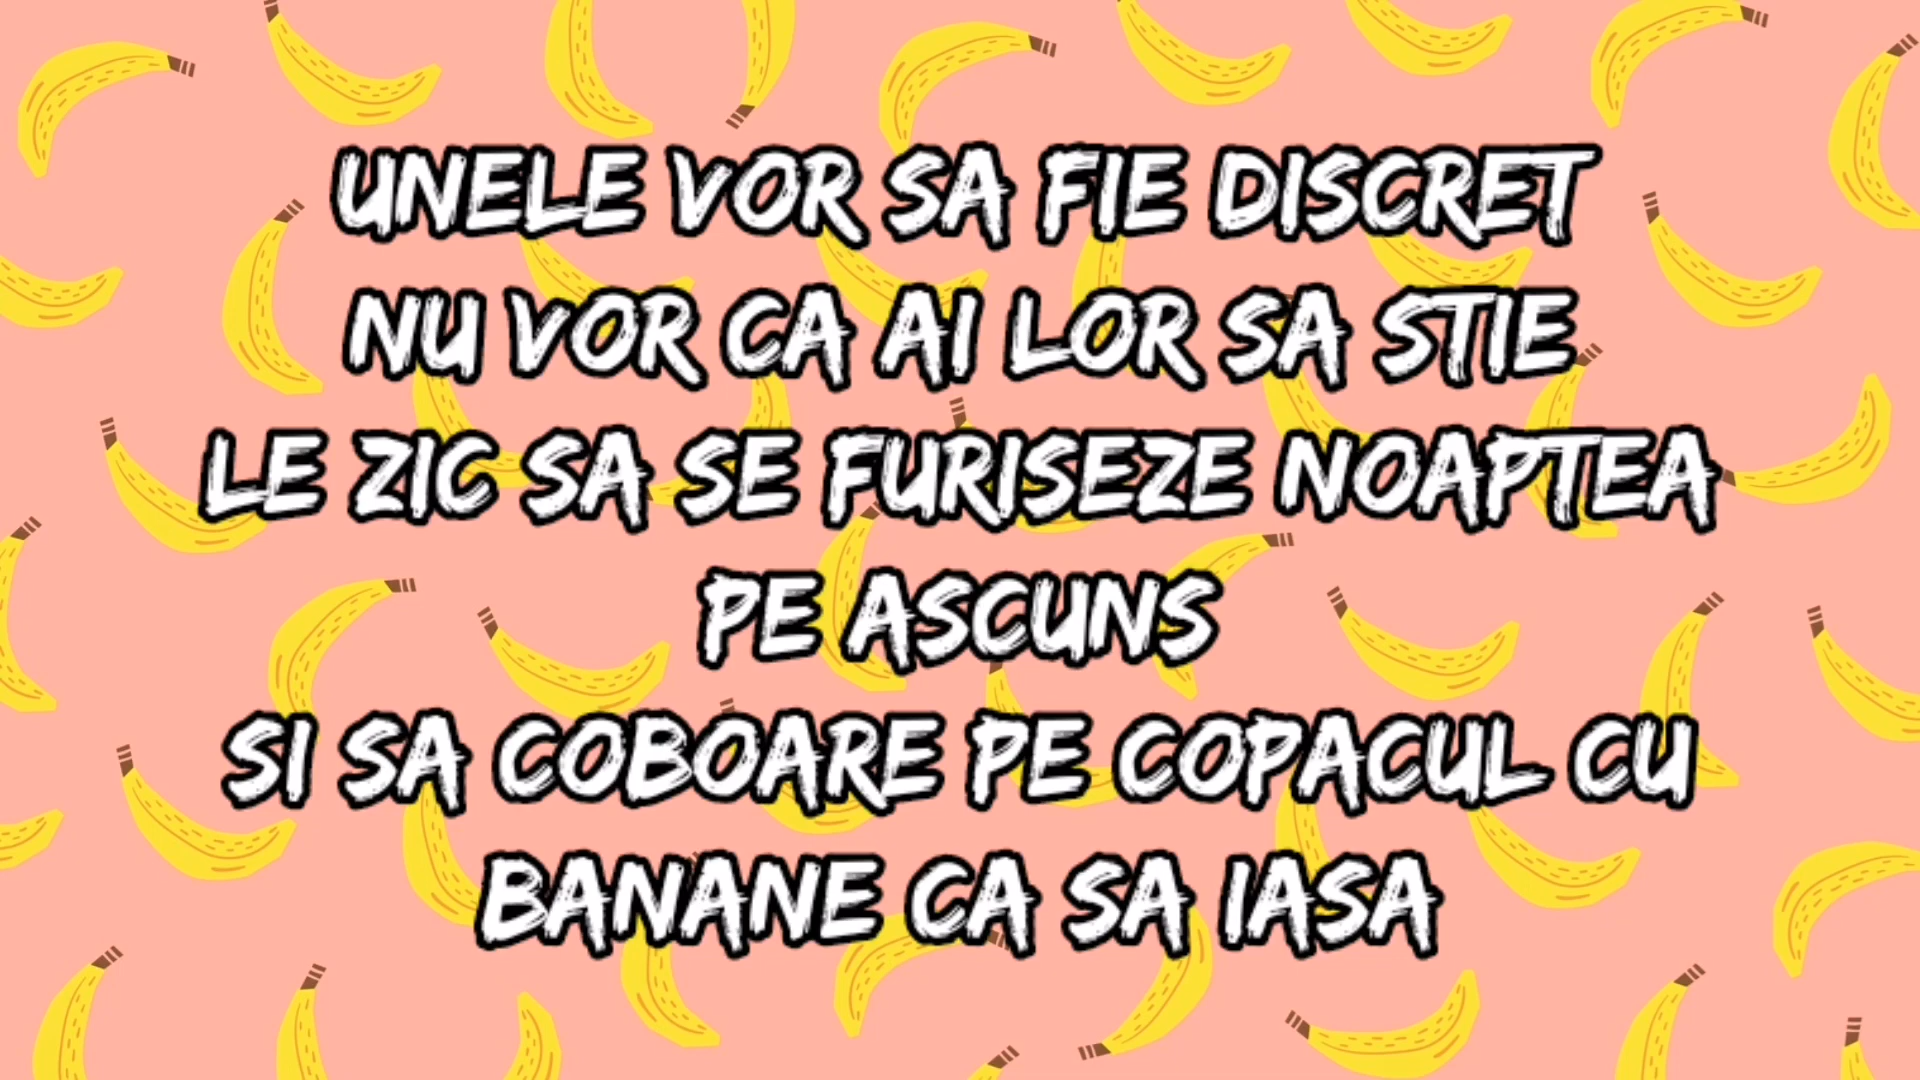 UNELE VOR SA FIE DISCRET
NU VOR CA AI LOR SA STIE
LE ZIC SA SE FURISEZE NOAPTEA
PE ASCUNS
SI SA COBOARE PE COPACUL CU
BANANE CA SA IASA